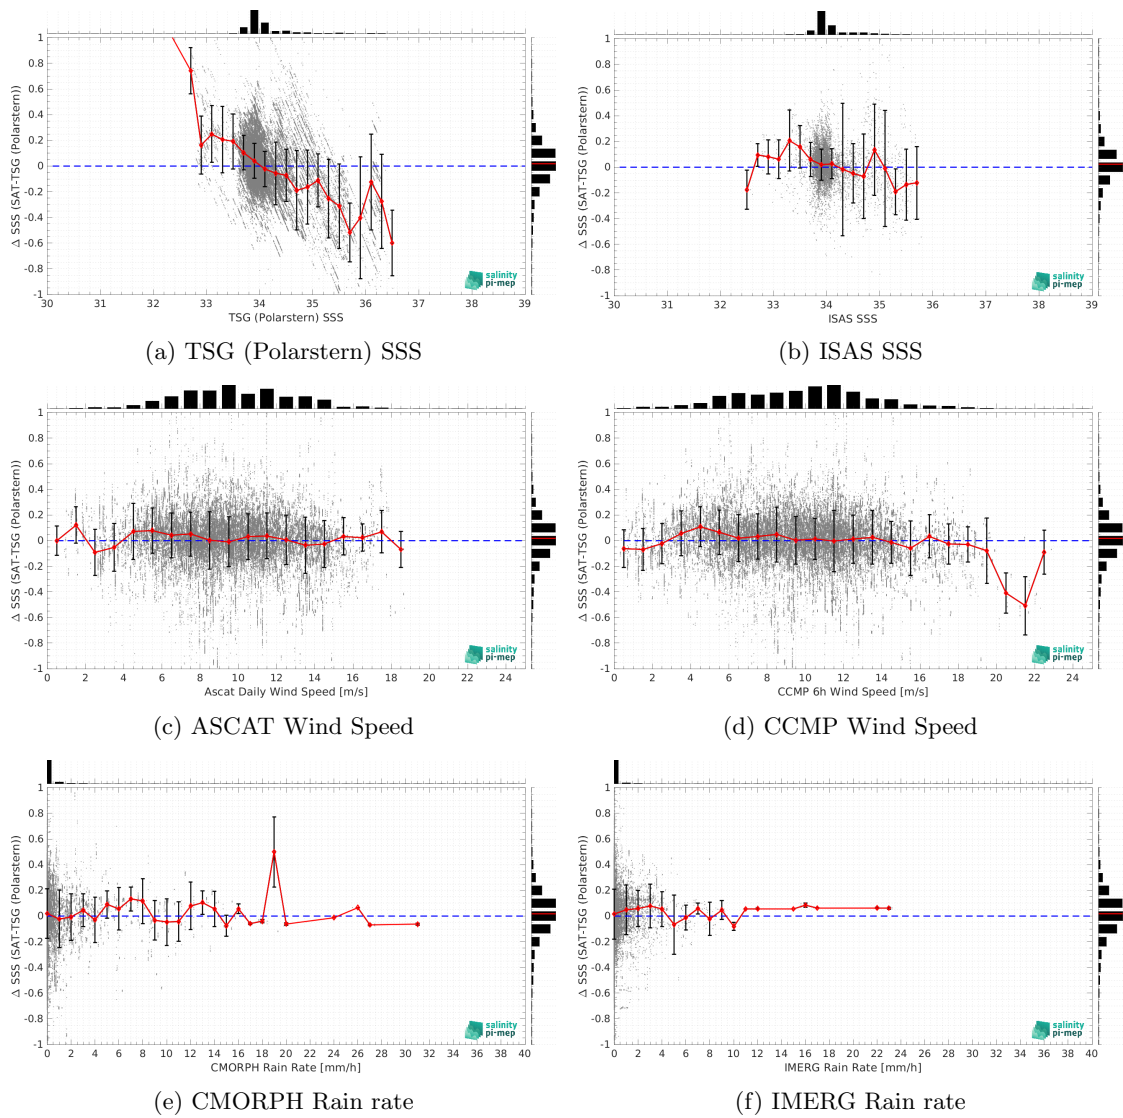 1
0.8
0.6
0.4
0.2
0
-0.2
-0.4
-0.6
-0.8
-1
Δ SSS (SAT-TSG (Polarstern))
30 31 32 33 34 35 36 37 38 39
TSG (Polarstern) SSS
salinity
pi-mep
(a) TSG (Polarstern) SSS
1
0.8
0.6
0.4
0.2
0
-0.2
-0.4
-0.6
-0.8
-1
Δ SSS (SAT-TSG (Polarstern))
30 31 32 33 34 35 36 37 38 39
ISAS SSS
salinity
pi-mep
(b) ISAS SSS
1
0.8
0.6
0.4
0.2
0
-0.2
-0.4
-0.6
-0.8
-1
Δ SSS (SAT-TSG (Polarstern))
0 2 4 6 8 10 12 14 16 18 20 22 24
Ascat Daily Wind Speed [m/s]
salinity
pi-mep
(c) ASCAT Wind Speed
1
0.8
0.6
0.4
0.2
0
-0.2
-0.4
-0.6
-0.8
-1
Δ SSS (SAT-TSG (Polarstern))
0 2 4 6 8 10 12 14 16 18 20 22 24
CCMP 6h Wind Speed [m/s]
salinity
pi-mep
(d) CCMP Wind Speed
1
0.8
0.6
0.4
0.2
0
-0.2
-0.4
-0.6
-0.8
-1
Δ SSS (SAT-TSG (Polarstern))
0 2 4 6 8 10 12 14 16 18 20 22 24 26 28 30 32 34 36 38 40
CMORPH Rain Rate [mm/h]
salinity
pi-mep
(e) CMORPH Rain rate
1
0.8
0.6
0.4
0.2
0
-0.2
-0.4
-0.6
-0.8
-1
Δ SSS (SAT-TSG (Polarstern))
0 2 4 6 8 10 12 14 16 18 20 22 24 26 28 30 32 34 36 38 40
IMERG Rain Rate [mm/h]
salinity
pi-mep
(f) IMERG Rain rate